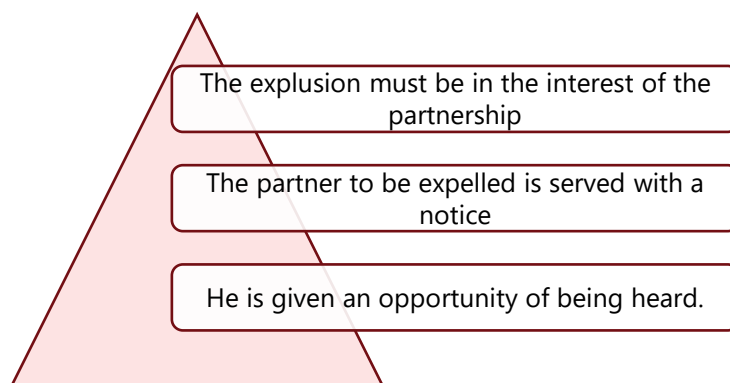 The explusion must be in the interest of the
partnership
The partner to be expelled is served with a
notice
He is given an opportunity of being heard.